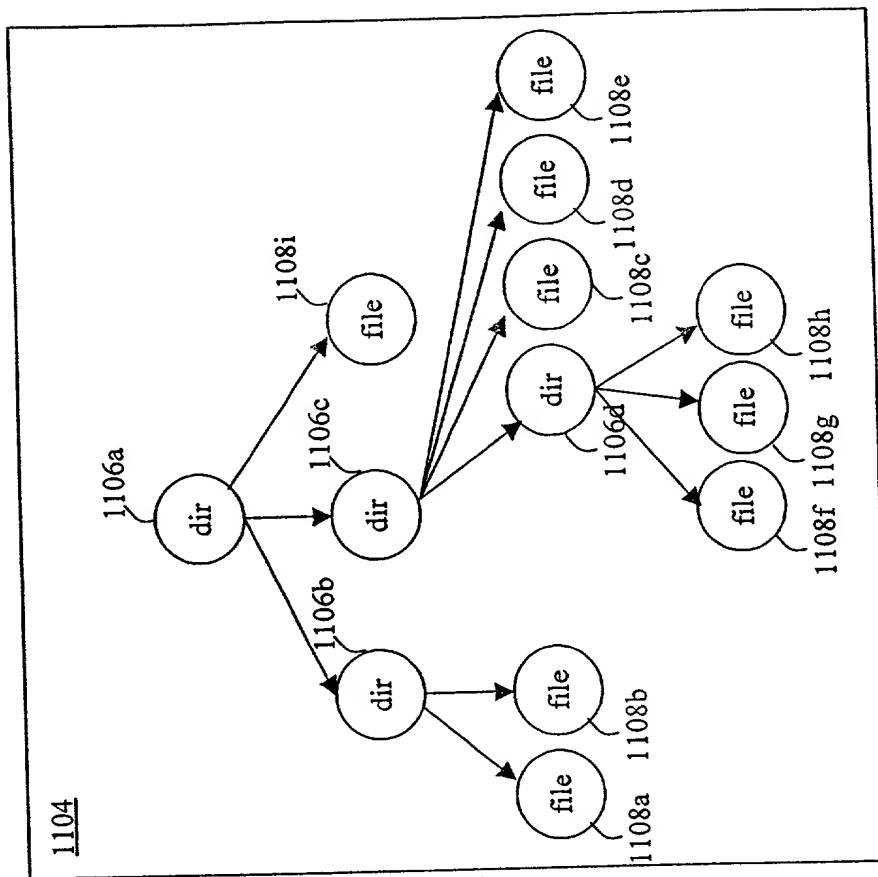 1104
1106a
dir
1108i
file
1106b
dir
1106c
dir
1108a
file
1108b
file
1106d
dir
1108c
file
1108d
file
1108e
file
1108f
file
1108g
file
1108h
file